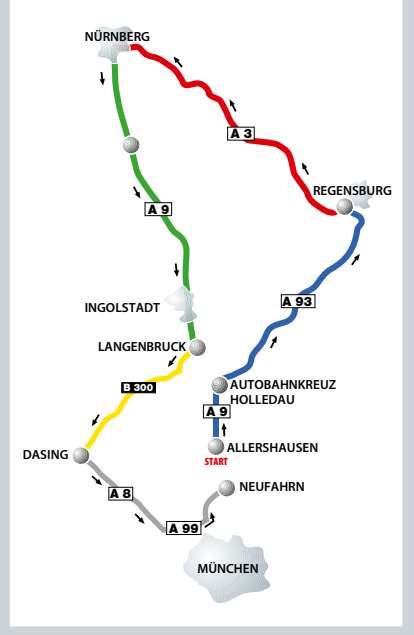 NÜRNBERG
A 3
REGENSBURG
A 9
A 93
INGOLSTADT
LANGENBRUCK
B 300
AUTOBAHNKREUZ
HOLLEDAU
A 9
ALLERSHAUSEN
START
DASING
NEUFAHRN
A 8
A 99
MÜNCHEN